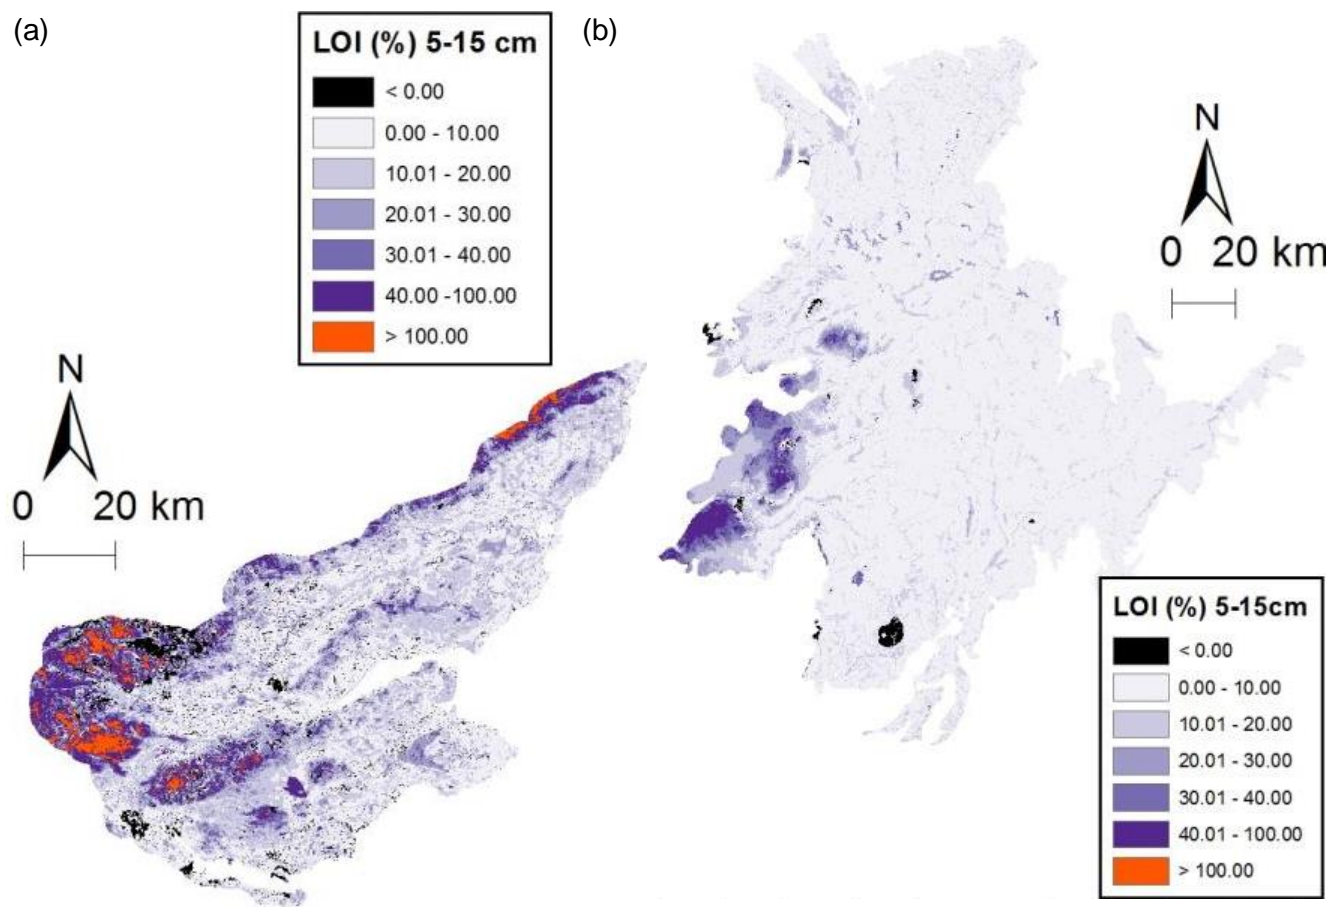 (a)
LOI (%) 5-15 cm
< 0.00
0.00 - 10.00
10.01 - 20.00
20.01 - 30.00
30.01 - 40.00
40.00 -100.00
> 100.00
N
0 20 km
(b)
N
0 20 km
LOI (%) 5-15cm
< 0.00
0.00 - 10.00
10.01 - 20.00
20.01 - 30.00
30.01 - 40.00
40.01 - 100.00
> 100.00